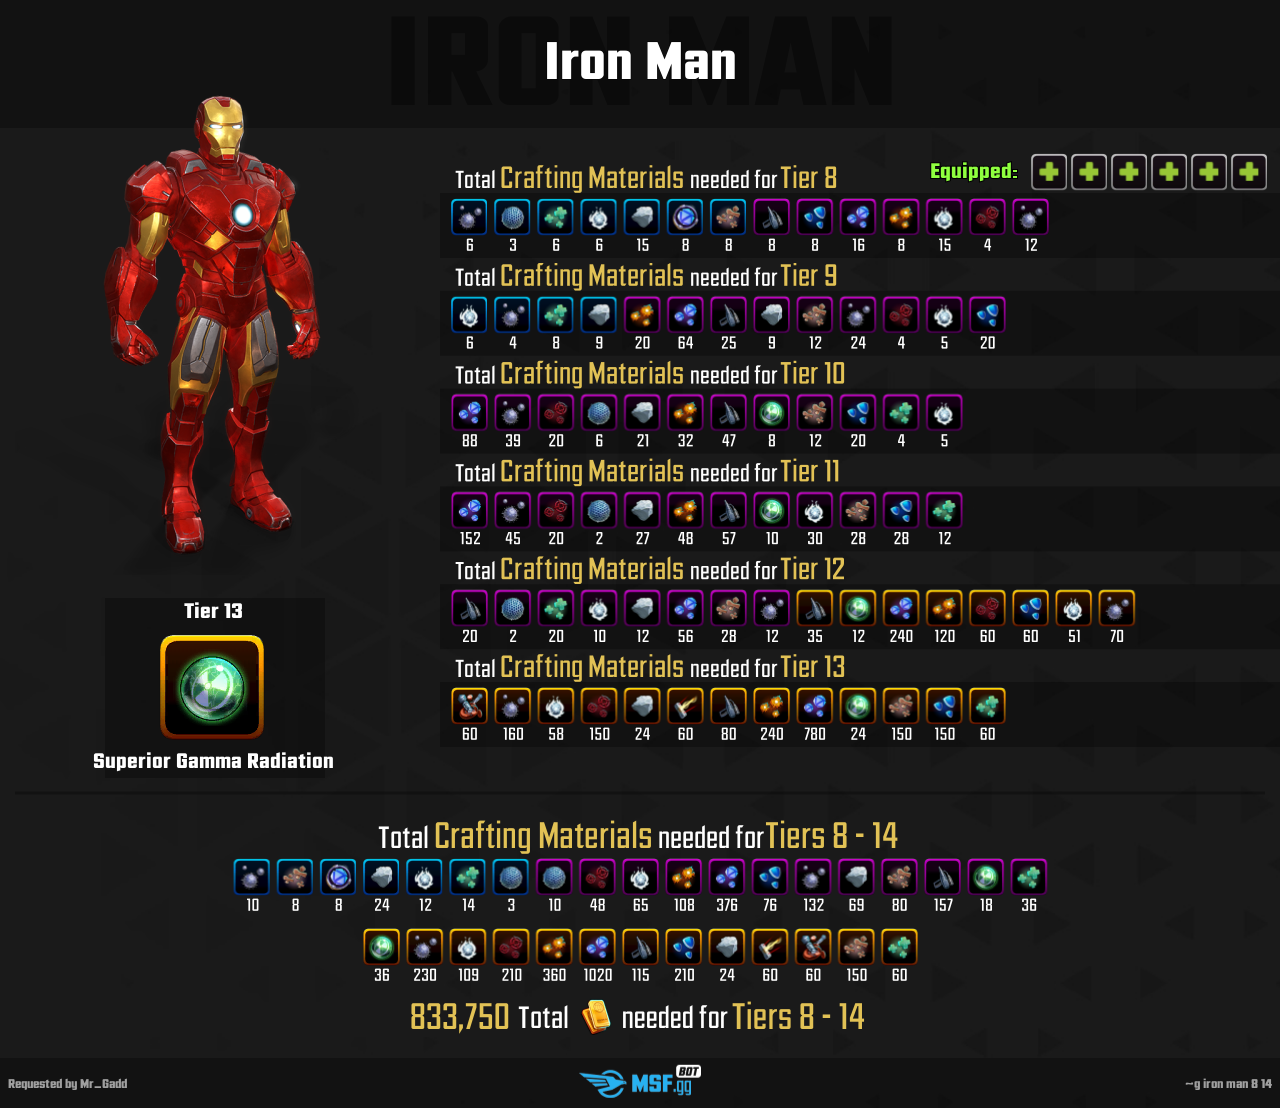 IRON MAN
Iron Man
Equipped:
Total Crafting Materials needed for Tier 8
6 3 6 6 15 8 8 8 8 16 8 15 4 12
Total Crafting Materials needed for Tier 9
6 4 8 9 20 64 25 9 12 24 4 5 20
Total Crafting Materials needed for Tier 10
88 39 20 6 21 32 47 8 12 20 4 5
Total Crafting Materials needed for Tier 11
152 45 20 2 27 48 57 10 30 28 28 12
Total Crafting Materials needed for Tier 12
20 2 20 10 12 56 28 12 35 12 240 120 60 60 51 70
Total Crafting Materials needed for Tier 13
60 160 58 150 24 60 80 240 780 24 150 150 60
Tier 13
Superior Gamma Radiation
Total Crafting Materials needed for Tiers 8 - 14
10 8 8 24 12 14 3 10 48 65 108 376 76 132 69 80 157 18 36
36 230 109 210 360 1020 115 210 24 60 60 150 60
833,750 Total needed for Tiers 8 - 14
Requested by Mr_Gadd
MSF.gg BOT
~g iron man 8 14